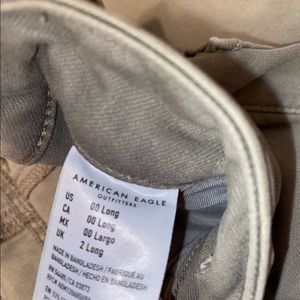 AMERICAN EAGLE
OUTFITTERS
US 00 Long
CA 00 Long
MX 00 Largo
UK 2 Long
MADE IN BANGLADESH / FABRIQUÉ AU
BANGLADESH / HECHO EN BANGLADESH